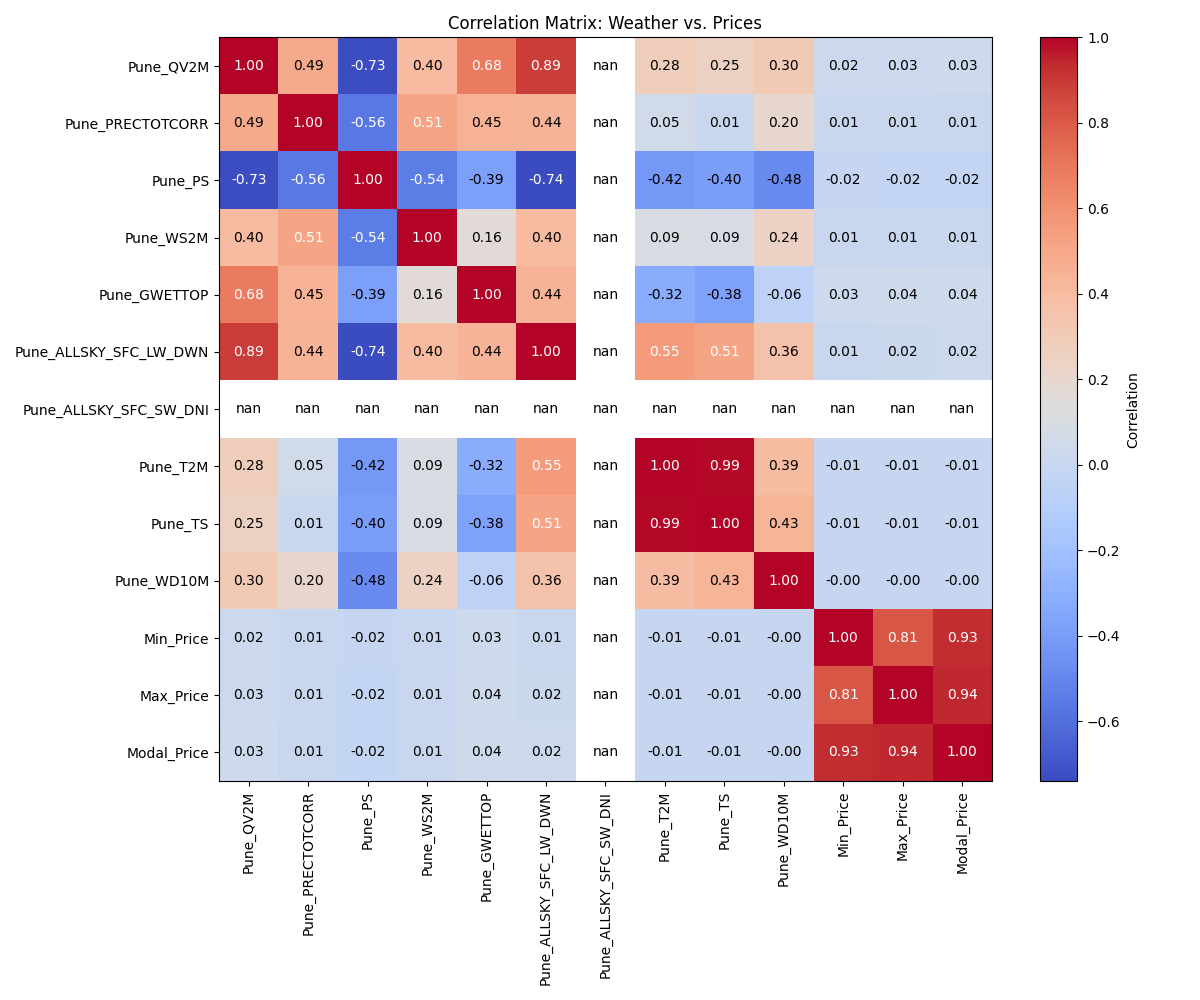 Correlation Matrix: Weather vs. Prices
Pune_QV2M 1.00 0.49 -0.73 0.40 0.68 0.89 nan 0.28 0.25 0.30 0.02 0.03 0.03
Pune_PRECTOTCORR 0.49 1.00 -0.56 0.51 0.45 0.44 nan 0.05 0.01 0.20 0.01 0.01 0.01
Pune_PS -0.73 -0.56 1.00 -0.54 -0.39 -0.74 nan -0.42 -0.40 -0.48 -0.02 -0.02 -0.02
Pune_WS2M 0.40 0.51 -0.54 1.00 0.16 0.40 nan 0.09 0.09 0.24 0.01 0.01 0.01
Pune_GWETTOP 0.68 0.45 -0.39 0.16 1.00 0.44 nan -0.32 -0.38 -0.06 0.03 0.04 0.04
Pune_ALLSKY_SFC_LW_DWN 0.89 0.44 -0.74 0.40 0.44 1.00 nan 0.55 0.51 0.36 0.01 0.02 0.02
Pune_ALLSKY_SFC_SW_DNI nan nan nan nan nan nan nan nan nan nan nan nan nan
Pune_T2M 0.28 0.05 -0.42 0.09 -0.32 0.55 nan 1.00 0.99 0.39 -0.01 -0.01 -0.01
Pune_TS 0.25 0.01 -0.40 0.09 -0.38 0.51 nan 0.99 1.00 0.43 -0.01 -0.01 -0.01
Pune_WD10M 0.30 0.20 -0.48 0.24 -0.06 0.36 nan 0.39 0.43 1.00 -0.00 -0.00 -0.00
Min_Price 0.02 0.01 -0.02 0.01 0.03 0.01 nan -0.01 -0.01 -0.00 1.00 0.81 0.93
Max_Price 0.03 0.01 -0.02 0.01 0.04 0.02 nan -0.01 -0.01 -0.00 0.81 1.00 0.94
Modal_Price 0.03 0.01 -0.02 0.01 0.04 0.02 nan -0.01 -0.01 -0.00 0.93 0.94 1.00
Pune_QV2M
Pune_PRECTOTCORR
Pune_PS
Pune_WS2M
Pune_GWETTOP
Pune_ALLSKY_SFC_LW_DWN
Pune_ALLSKY_SFC_SW_DNI
Pune_T2M
Pune_TS
Pune_WD10M
Min_Price
Max_Price
Modal_Price
1.0
0.8
0.6
0.4
0.2
0.0
−0.2
−0.4
−0.6
Correlation